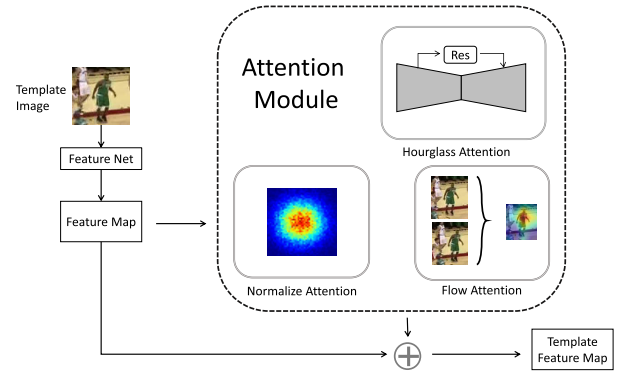 Template
Image
Feature Net
Feature Map
Attention
Module
Res
Hourglass Attention
Normalize Attention
Flow Attention
Template
Feature Map